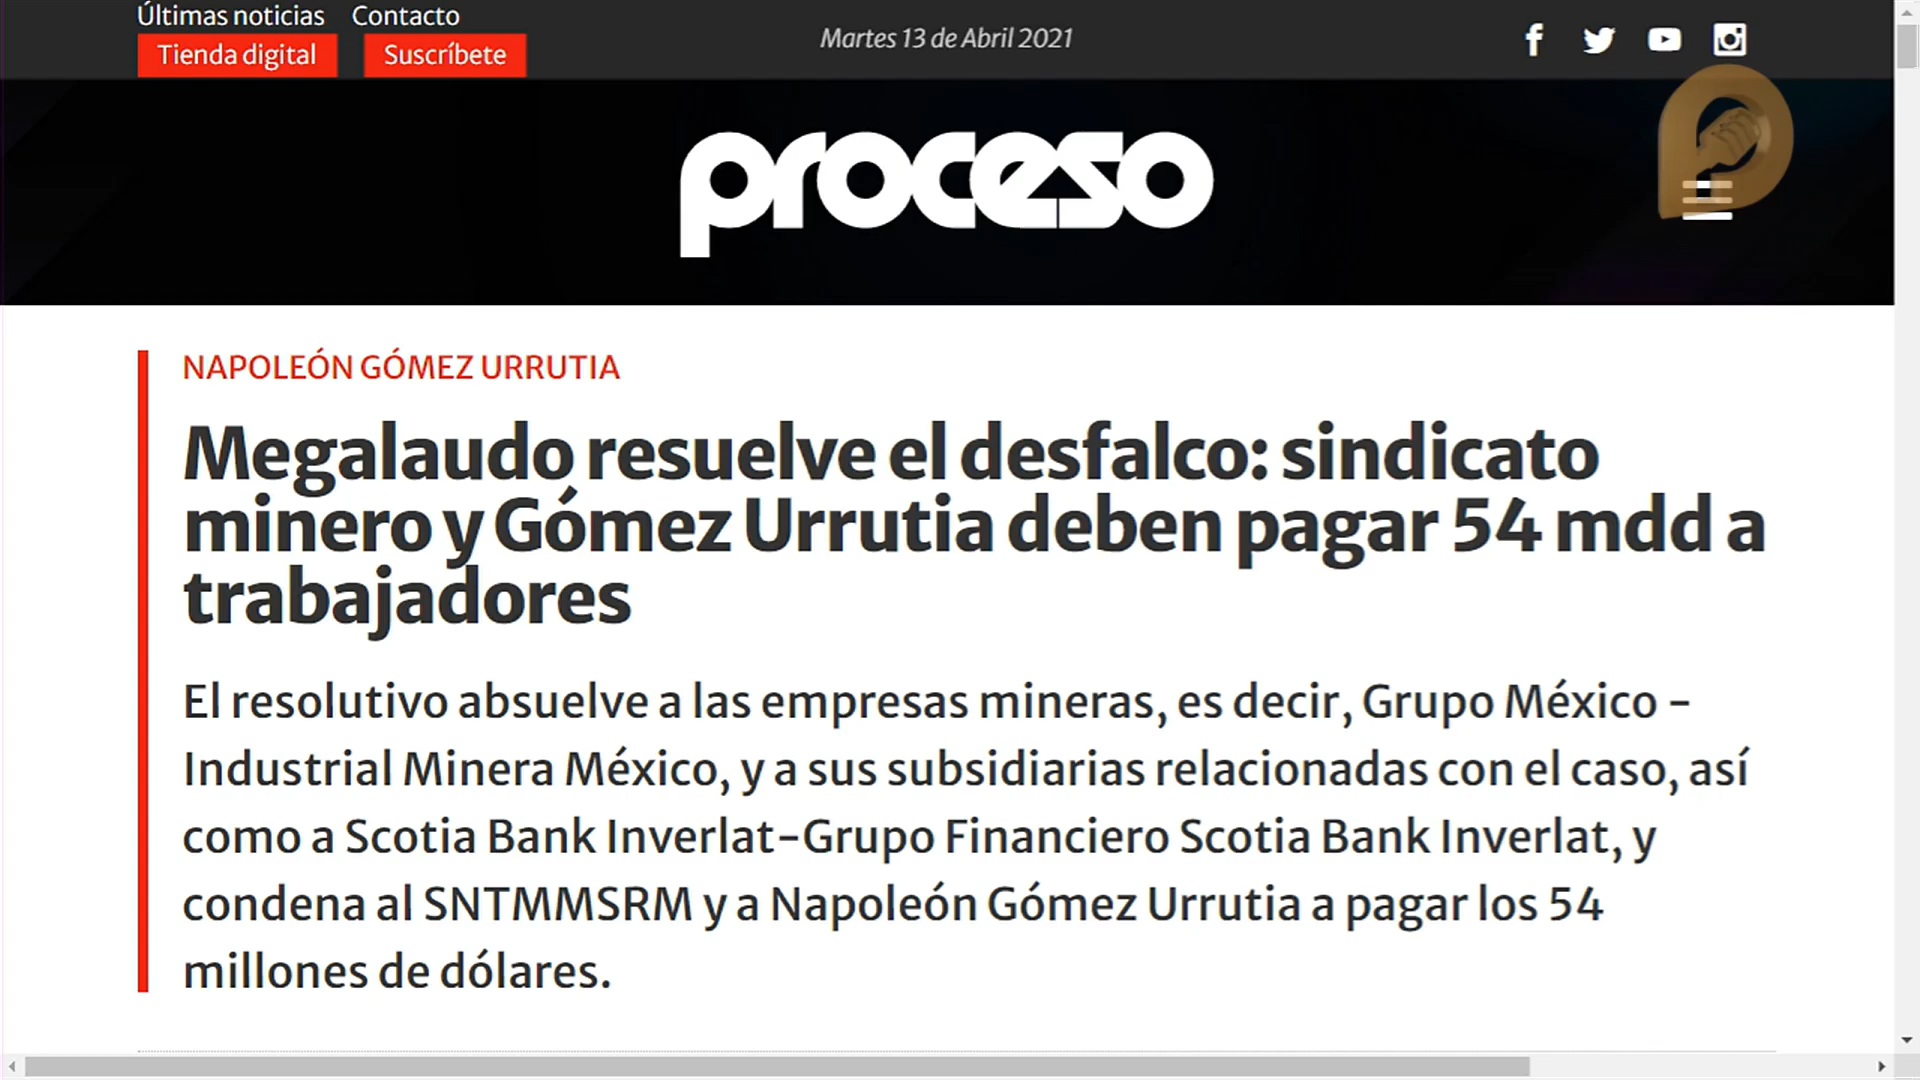 Últimas noticias Contacto
Tienda digital Suscríbete
Martes 13 de Abril 2021
proceso
NAPOLEÓN GÓMEZ URRUTIA
Megalaudo resuelve el desfalco: sindicato
minero y Gómez Urrutia deben pagar 54 mdd a
trabajadores
El resolutivo absuelve a las empresas mineras, es decir, Grupo México -
Industrial Minera México, y a sus subsidiarias relacionadas con el caso, así
como a Scotia Bank Inverlat-Grupo Financiero Scotia Bank Inverlat, y
condena al SNTMMSRM y a Napoleón Gómez Urrutia a pagar los 54
millones de dólares.